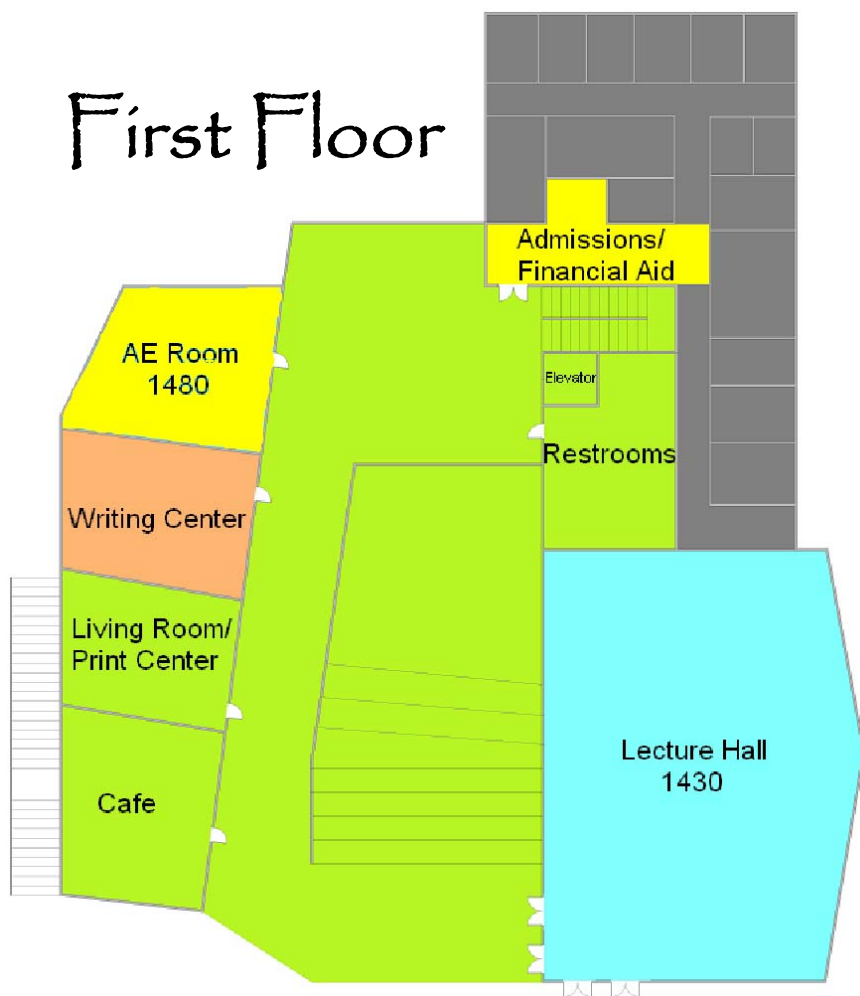 First Floor
Admissions/
Financial Aid
AE Room
1480
Elevator
Restrooms
Writing Center
Living Room/
Print Center
Lecture Hall
1430
Cafe